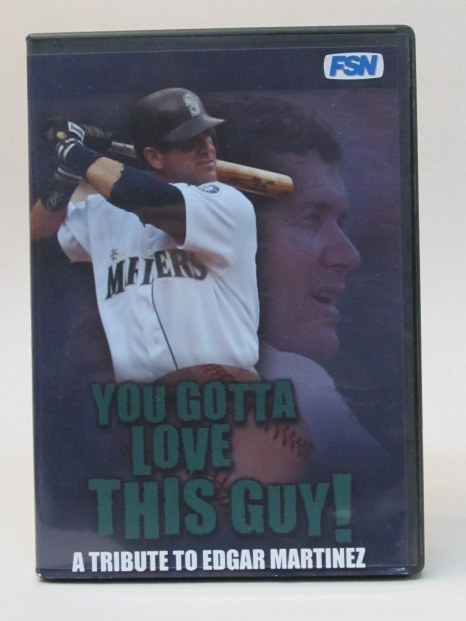 FSN
S
MARINERS
YOU GOTTA
LOVE
THIS GUY!
A TRIBUTE TO EDGAR MARTINEZ